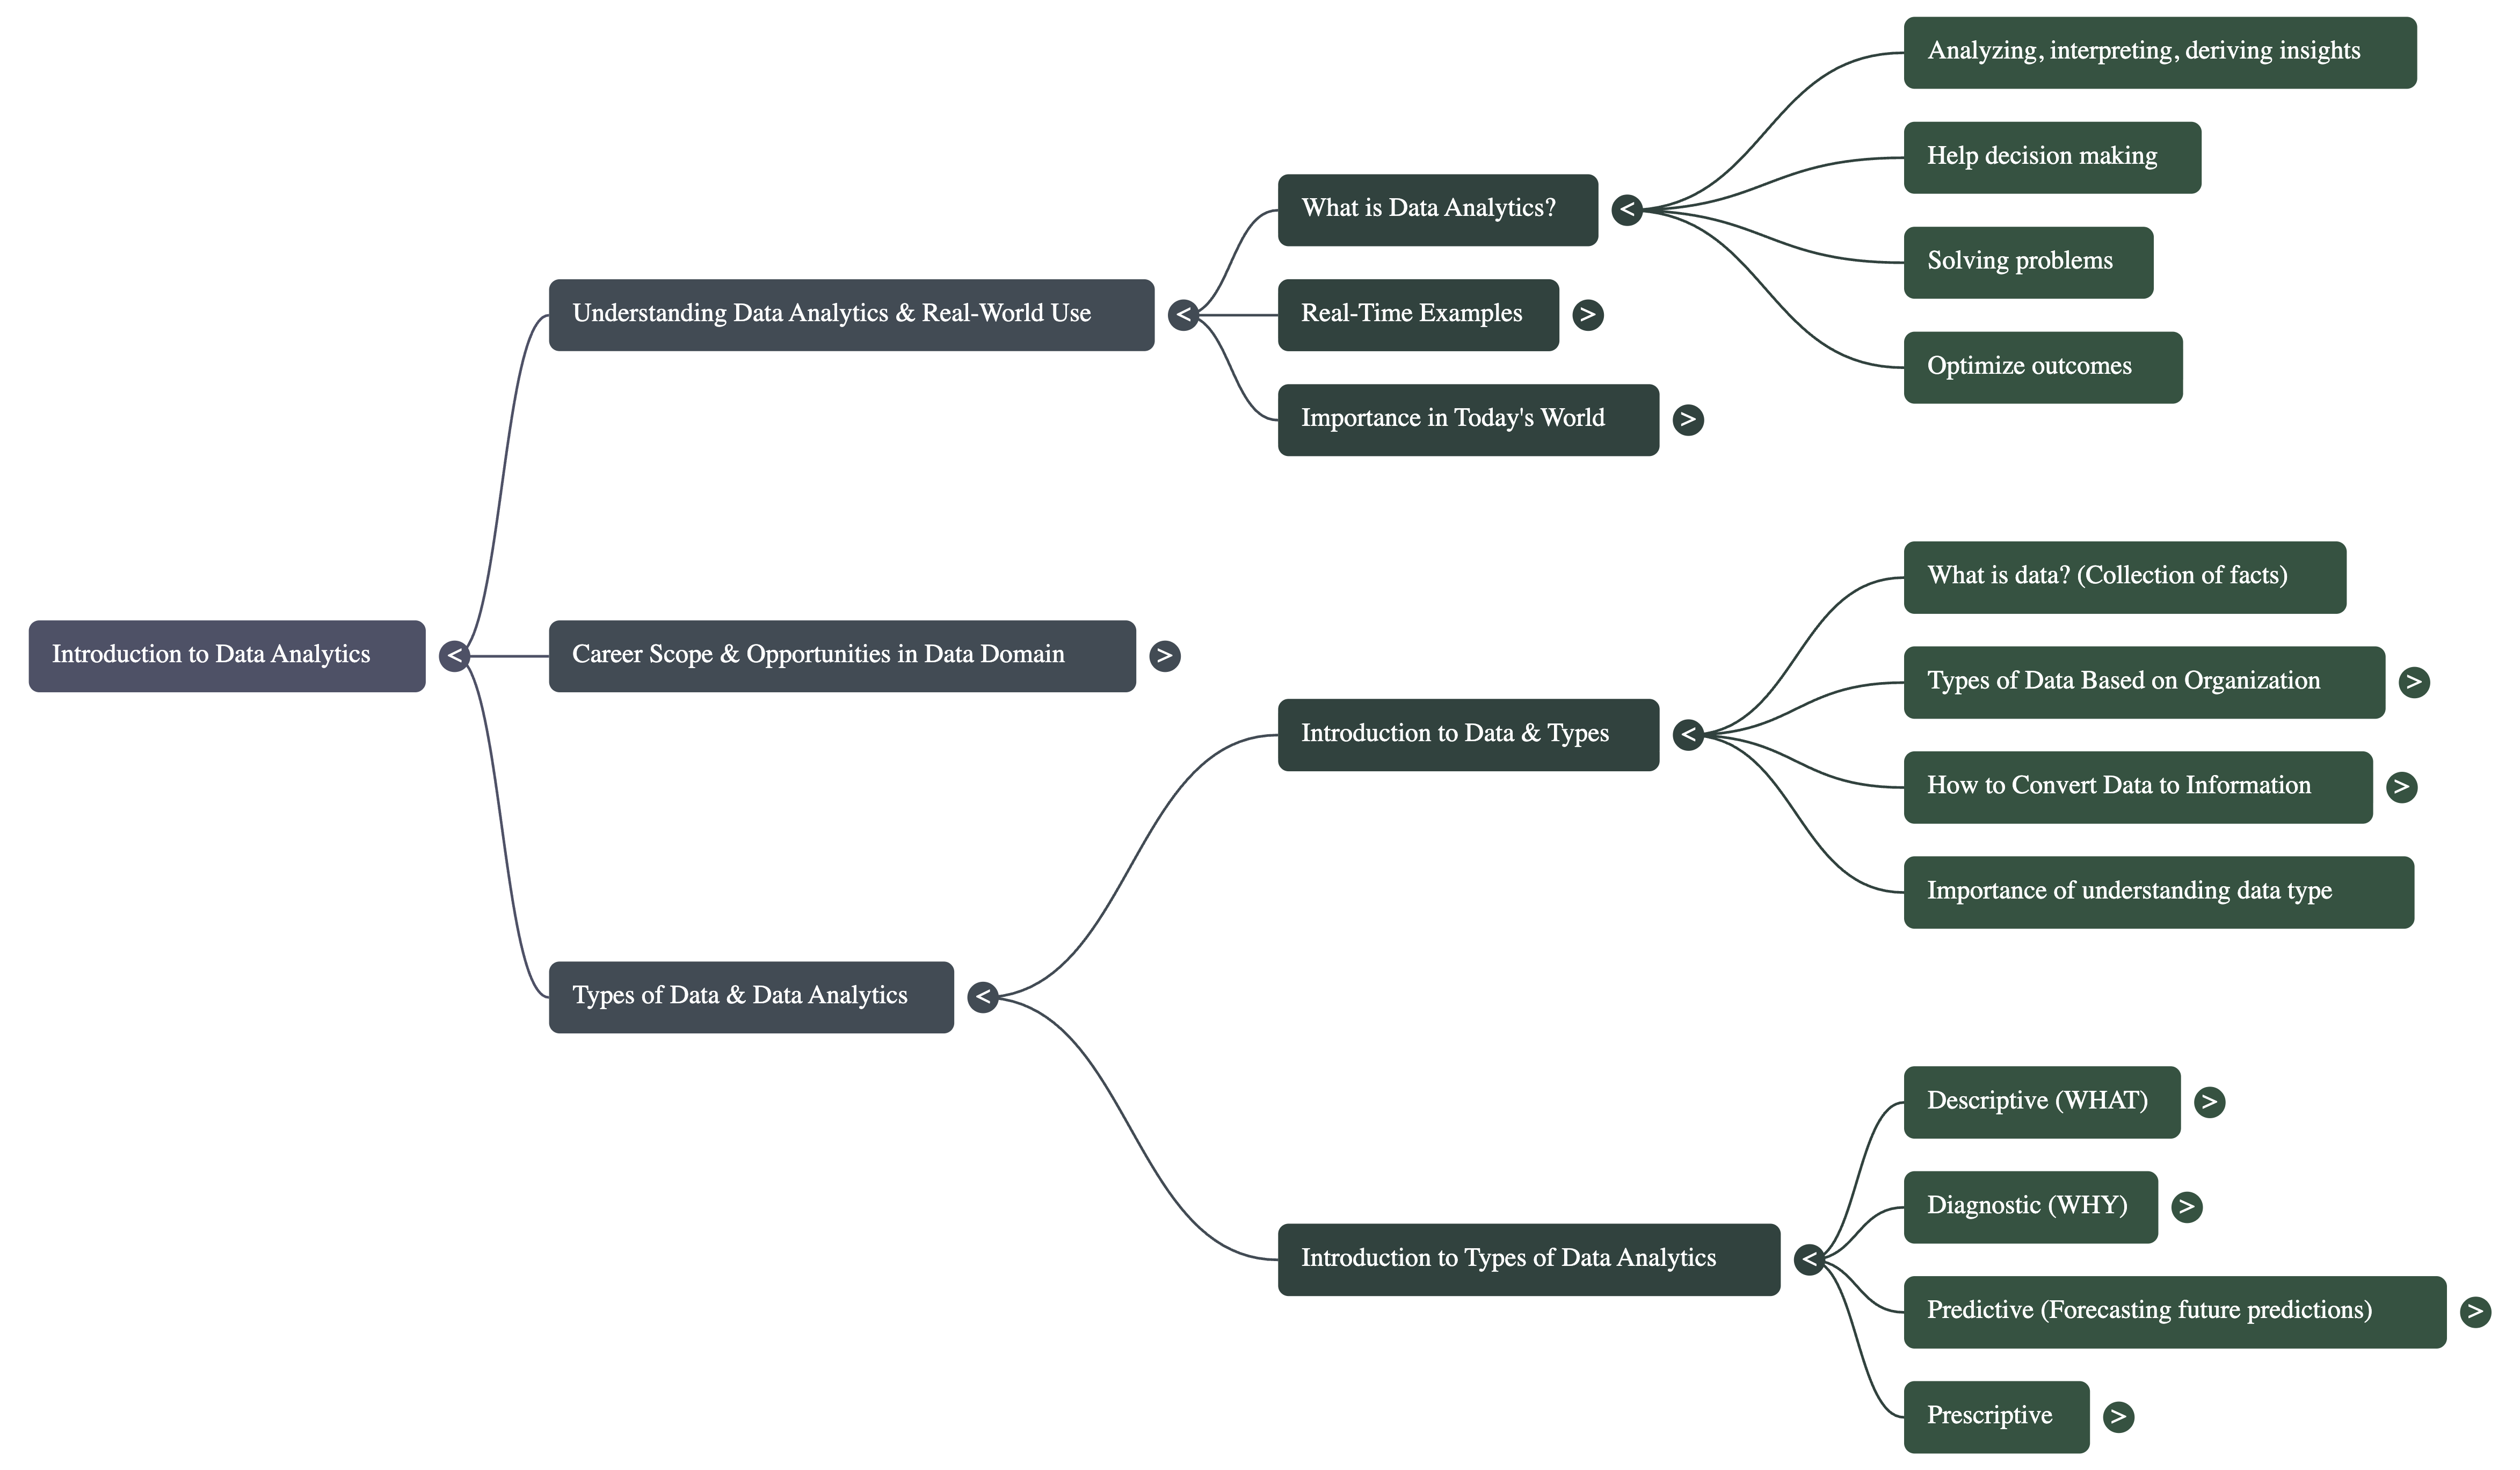 Introduction to Data Analytics
<
Understanding Data Analytics & Real-World Use
<
What is Data Analytics?
<
Analyzing, interpreting, deriving insights
Help decision making
Solving problems
Optimize outcomes
Real-Time Examples
>
Importance in Today's World
>
Career Scope & Opportunities in Data Domain
>
Types of Data & Data Analytics
<
Introduction to Data & Types
<
What is data? (Collection of facts)
Types of Data Based on Organization
>
How to Convert Data to Information
>
Importance of understanding data type
Introduction to Types of Data Analytics
<
Descriptive (WHAT)
>
Diagnostic (WHY)
>
Predictive (Forecasting future predictions)
>
Prescriptive
>